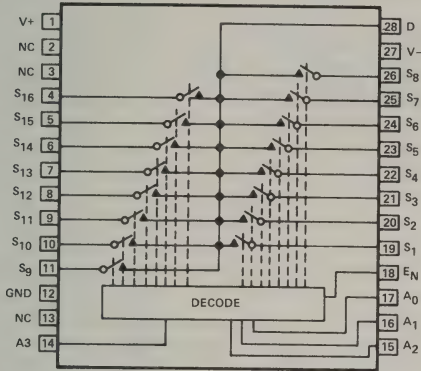 V+ 1
NC 2
NC 3
S16 4
S15 5
S14 6
S13 7
S12 8
S11 9
S10 10
S9 11
GND 12
NC 13
A3 14
DECODE
28 D
27 V-
26 S8
25 S7
24 S6
23 S5
22 S4
21 S3
20 S2
19 S1
18 EN
17 A0
16 A1
15 A2